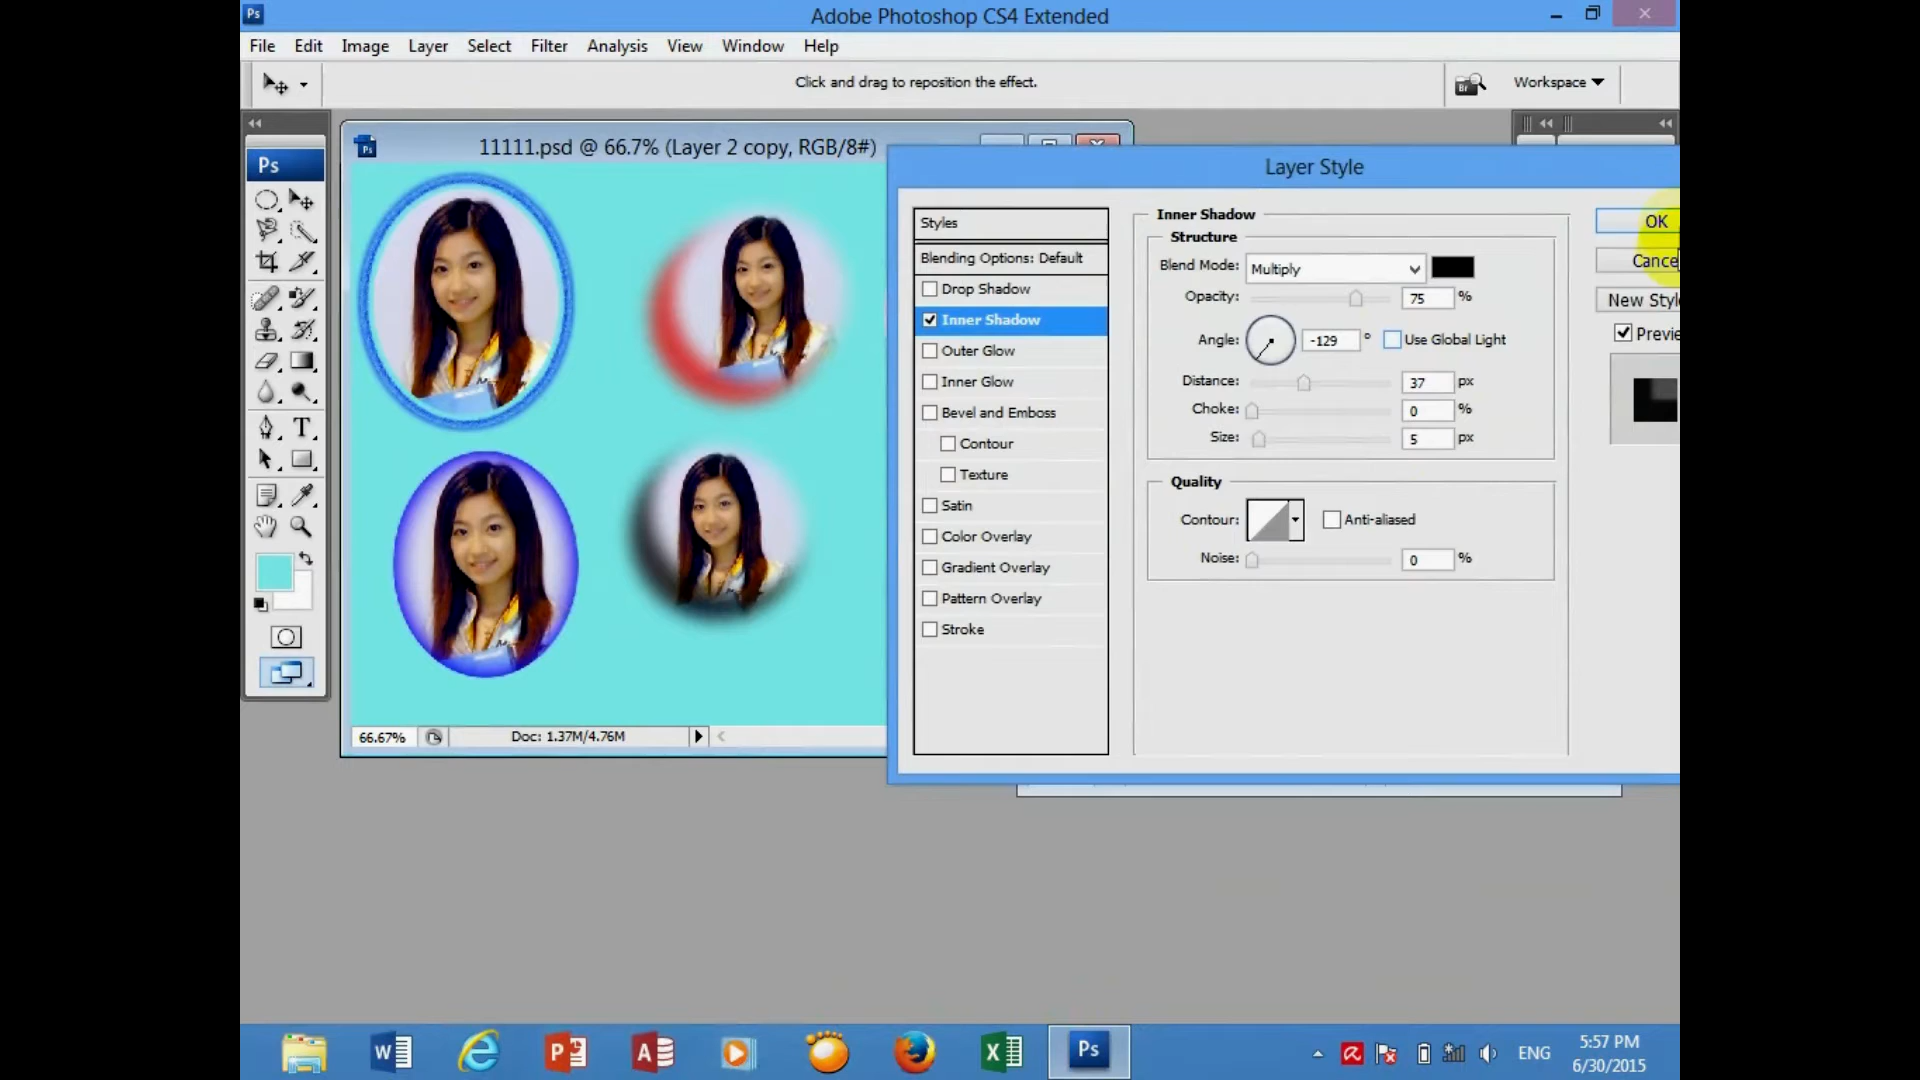 Ps
Adobe Photoshop CS4 Extended
File Edit Image Layer Select Filter Analysis View Window Help
Click and drag to reposition the effect.
Br
Workspace
Ps
11111.psd @ 66.7% (Layer 2 copy, RGB/8#)
Layer Style
Styles
Blending Options: Default
Drop Shadow
Inner Shadow
Outer Glow
Inner Glow
Bevel and Emboss
Contour
Texture
Satin
Color Overlay
Gradient Overlay
Pattern Overlay
Stroke
Inner Shadow
Structure
Blend Mode: Multiply
Opacity: 75 %
Angle: -129 ° Use Global Light
Distance: 37 px
Choke: 0 %
Size: 5 px
Quality
Contour: Anti-aliased
Noise: 0 %
OK
Cance
New Styl
Previe
T
66.67%
Doc: 1.37M/4.76M
ENG
5:57 PM
6/30/2015